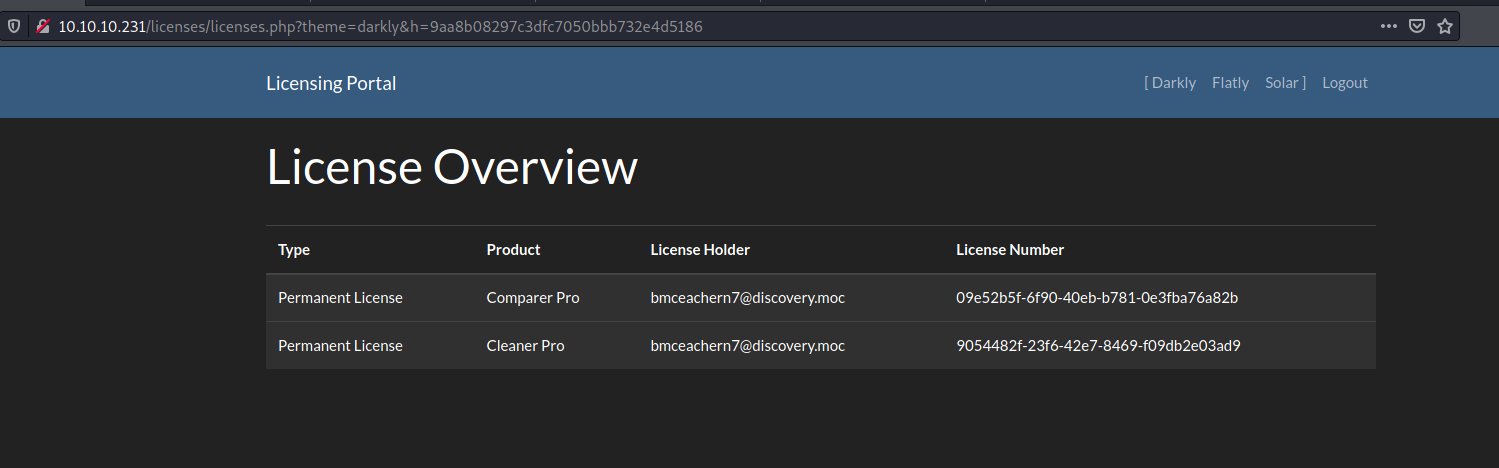 10.10.10.231/licenses/licenses.php?theme=darkly&h=9aa8b08297c3dfc7050bbb732e4d5186
Licensing Portal [ Darkly Flatly Solar ] Logout
License Overview
Type Product License Holder License Number
Permanent License Comparer Pro bmceachern7@discovery.moc 09e52b5f-6f90-40eb-b781-0e3fba76a82b
Permanent License Cleaner Pro bmceachern7@discovery.moc 9054482f-23f6-42e7-8469-f09db2e03ad9